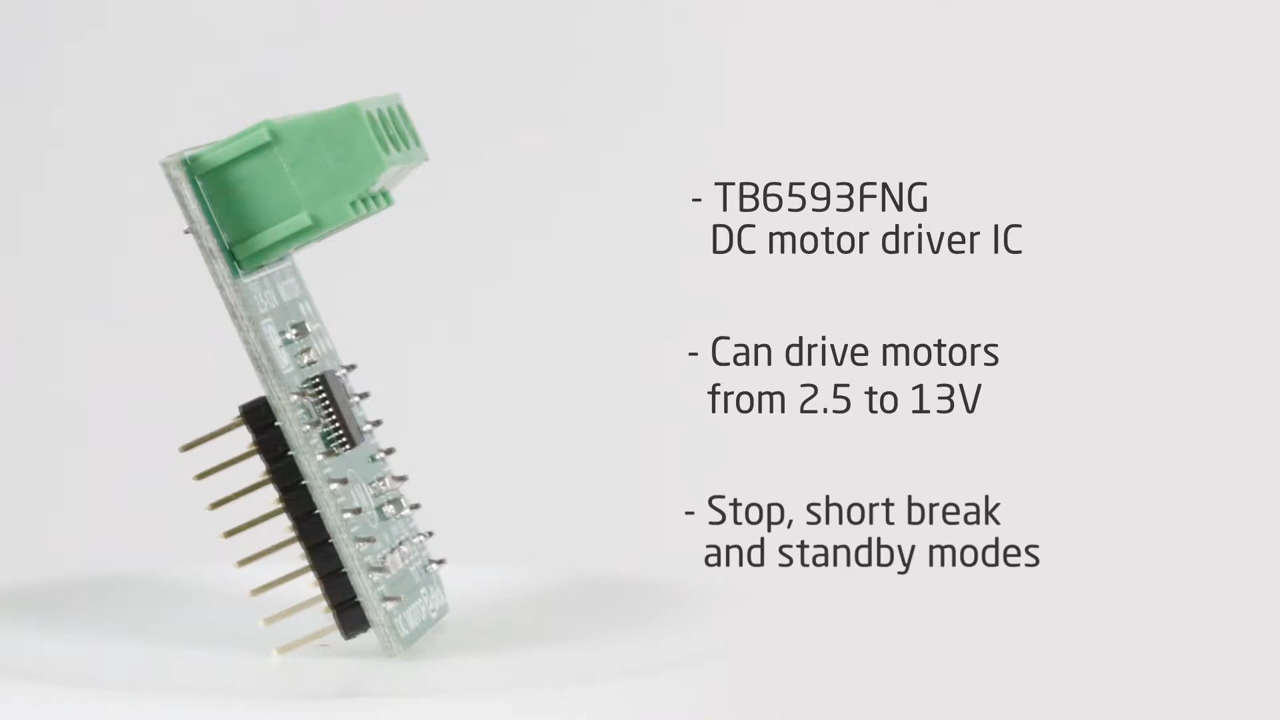 - TB6593FNG
DC motor driver IC
- Can drive motors
from 2.5 to 13V
- Stop, short break
and standby modes